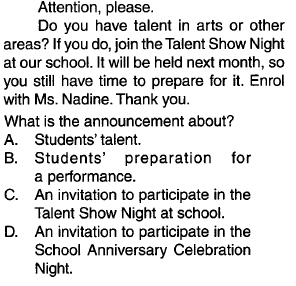 Attention, please.
Do you have talent in arts or other
areas? If you do, join the Talent Show Night
at our school. It will be held next month, so
you still have time to prepare for it. Enrol
with Ms. Nadine. Thank you.
What is the announcement about?
A. Students' talent.
B. Students' preparation for
a performance.
C. An invitation to participate in the
Talent Show Night at school.
D. An invitation to participate in the
School Anniversary Celebration
Night.